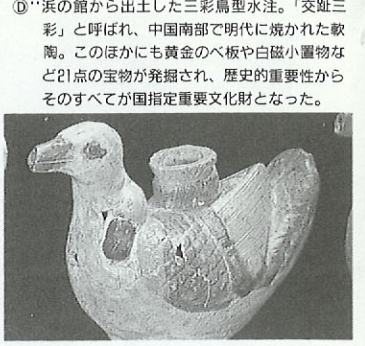 Ⓓ‥浜の館から出土した三彩鳥型水注。「交趾三
彩」と呼ばれ、中国南部で明代に焼かれた軟
陶。このほかにも黄金のべ板や白磁小置物な
ど21点の宝物が発掘され、歴史的重要性から
そのすべてが国指定重要文化財となった。